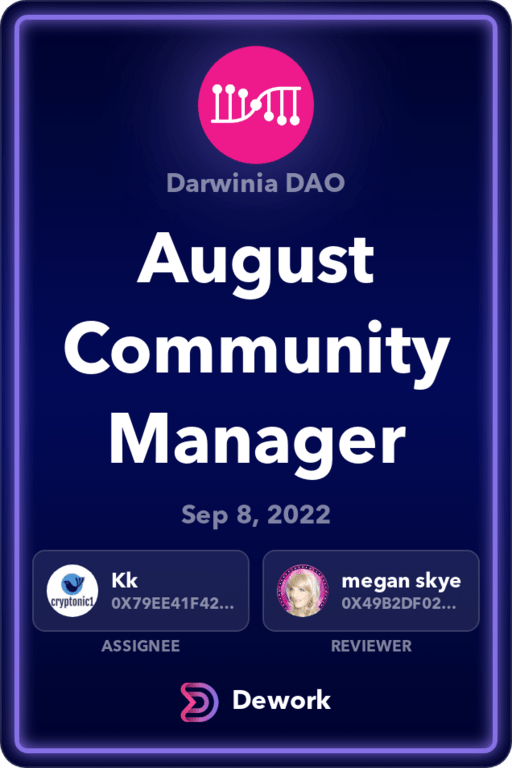 Darwinia DAO
August
Community
Manager
Sep 8, 2022
cryptonic1
Kk
0X79EE41F42...
megan skye
0X49B2DF02...
ASSIGNEE
REVIEWER
Dework